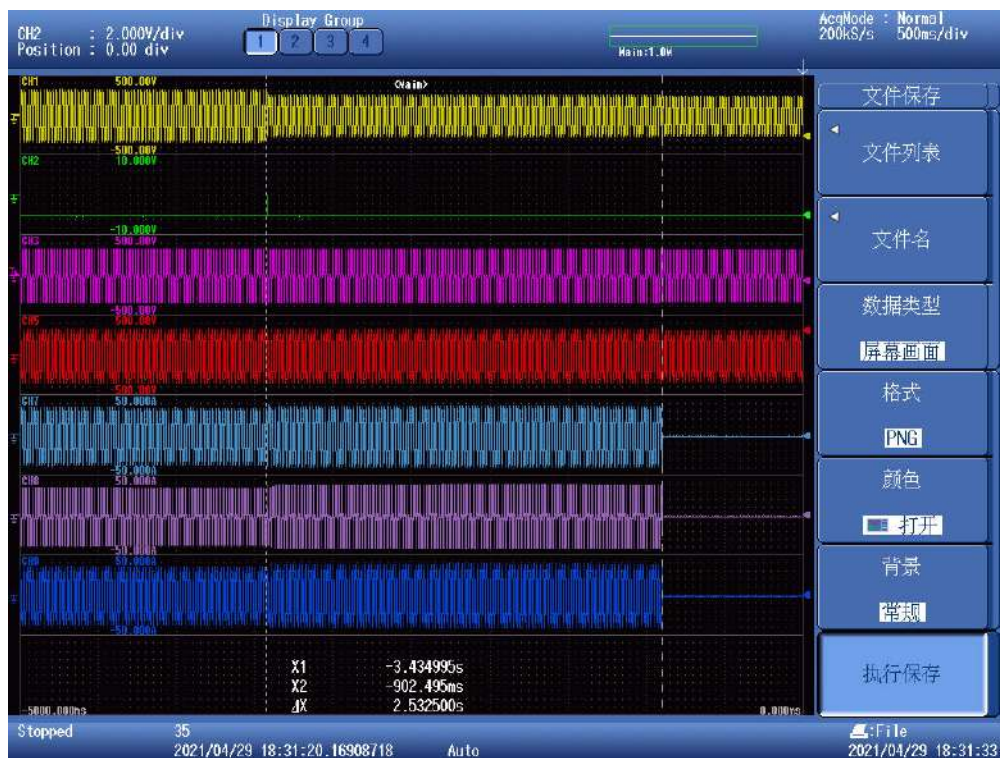 CH2 : 2.000V/div
Position : 0.00 div
Display Group
1 2 3 4
Main:1.0M
AcqMode : Normal
200kS/s 500ms/div
CH1 500.00V
<Main>
-500.00V
CH2 10.000V
-10.000V
CH3 500.00V
-500.00V
CH5 500.00V
-500.00V
CH7 50.000A
-50.000A
CH8 50.000A
-50.000A
CH9 50.000A
-50.000A
X1 -3.434995s
X2 -902.495ms
ΔX 2.532500s
-5000.000ms
0.000ms
文件保存
文件列表
文件名
数据类型
屏幕画面
格式
PNG
颜色
打开
背景
常规
执行保存
Stopped 35
2021/04/29 18:31:20.16908718 Auto
:File
2021/04/29 18:31:33